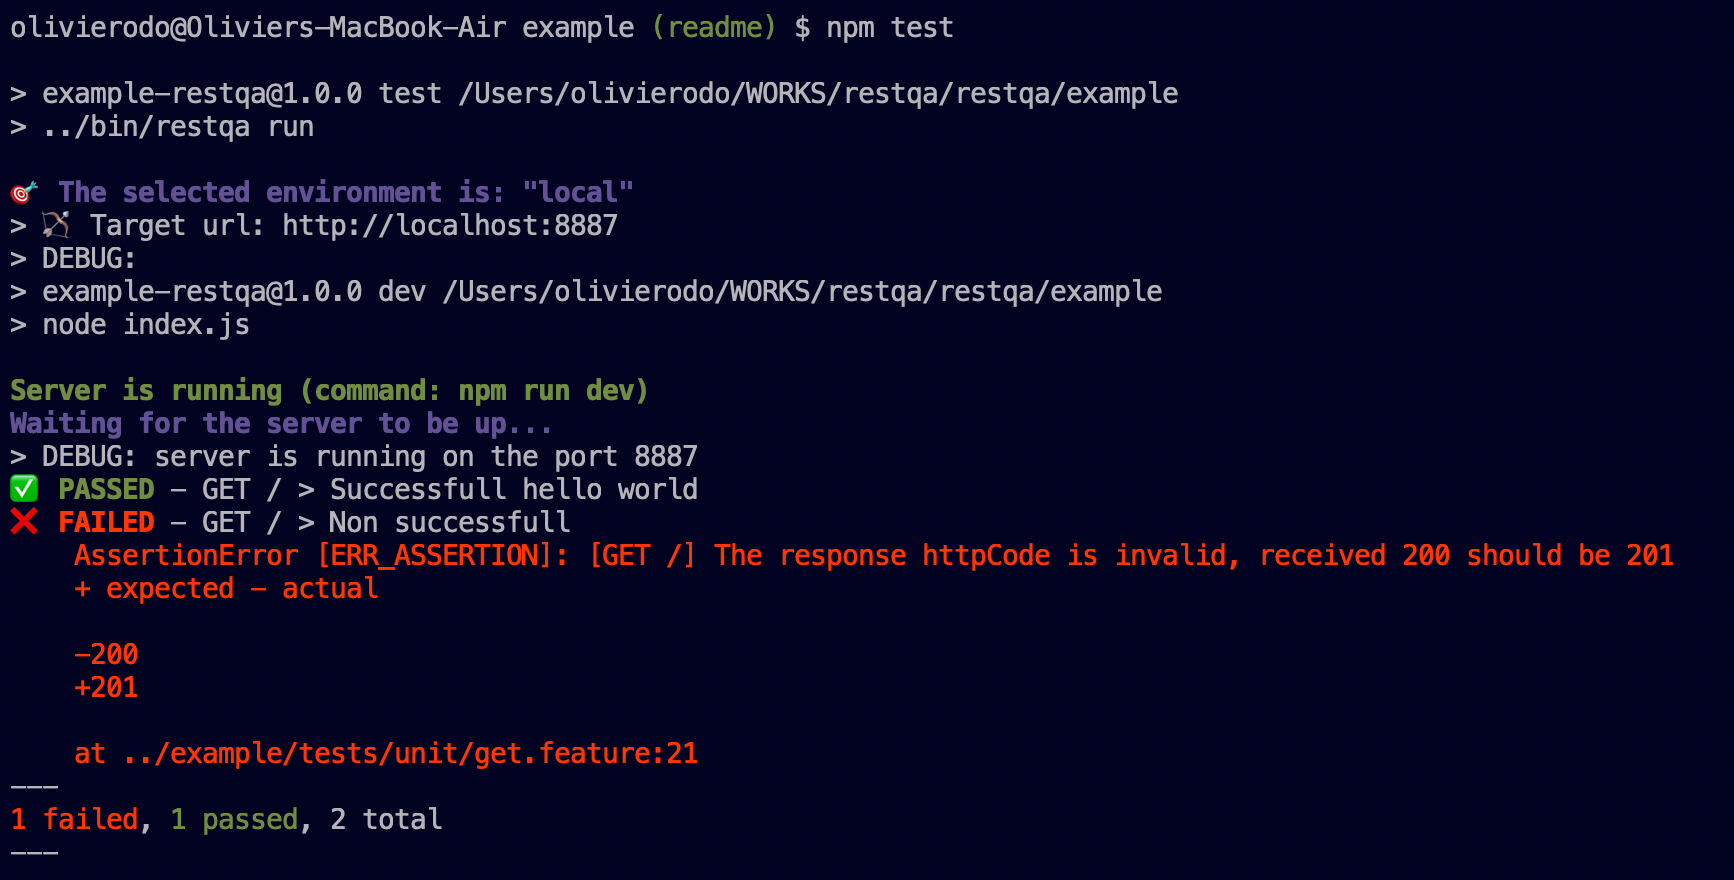 olivierodo@Oliviers-MacBook-Air example (readme) $ npm test
> example-restqa@1.0.0 test /Users/olivierodo/WORKS/restqa/restqa/example
> ../bin/restqa run
🎯 The selected environment is: "local"
> 🏹 Target url: http://localhost:8887
> DEBUG:
> example-restqa@1.0.0 dev /Users/olivierodo/WORKS/restqa/restqa/example
> node index.js
Server is running (command: npm run dev)
Waiting for the server to be up...
> DEBUG: server is running on the port 8887
✅ PASSED - GET / > Successfull hello world
❌ FAILED - GET / > Non successfull
AssertionError [ERR_ASSERTION]: [GET /] The response httpCode is invalid, received 200 should be 201
+ expected - actual
-200
+201
at ../example/tests/unit/get.feature:21
---
1 failed, 1 passed, 2 total
---